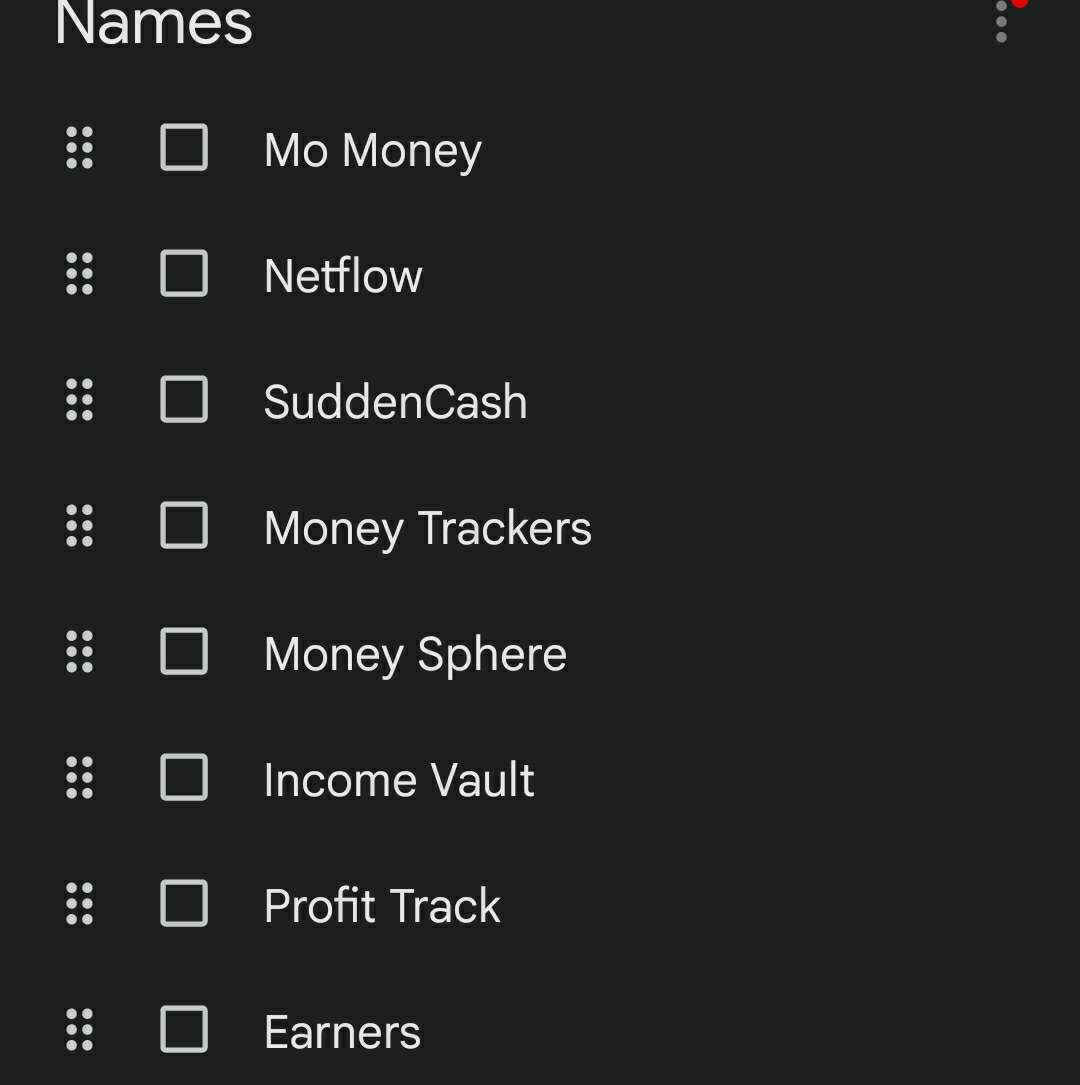 Names
Mo Money
Netflow
SuddenCash
Money Trackers
Money Sphere
Income Vault
Profit Track
Earners